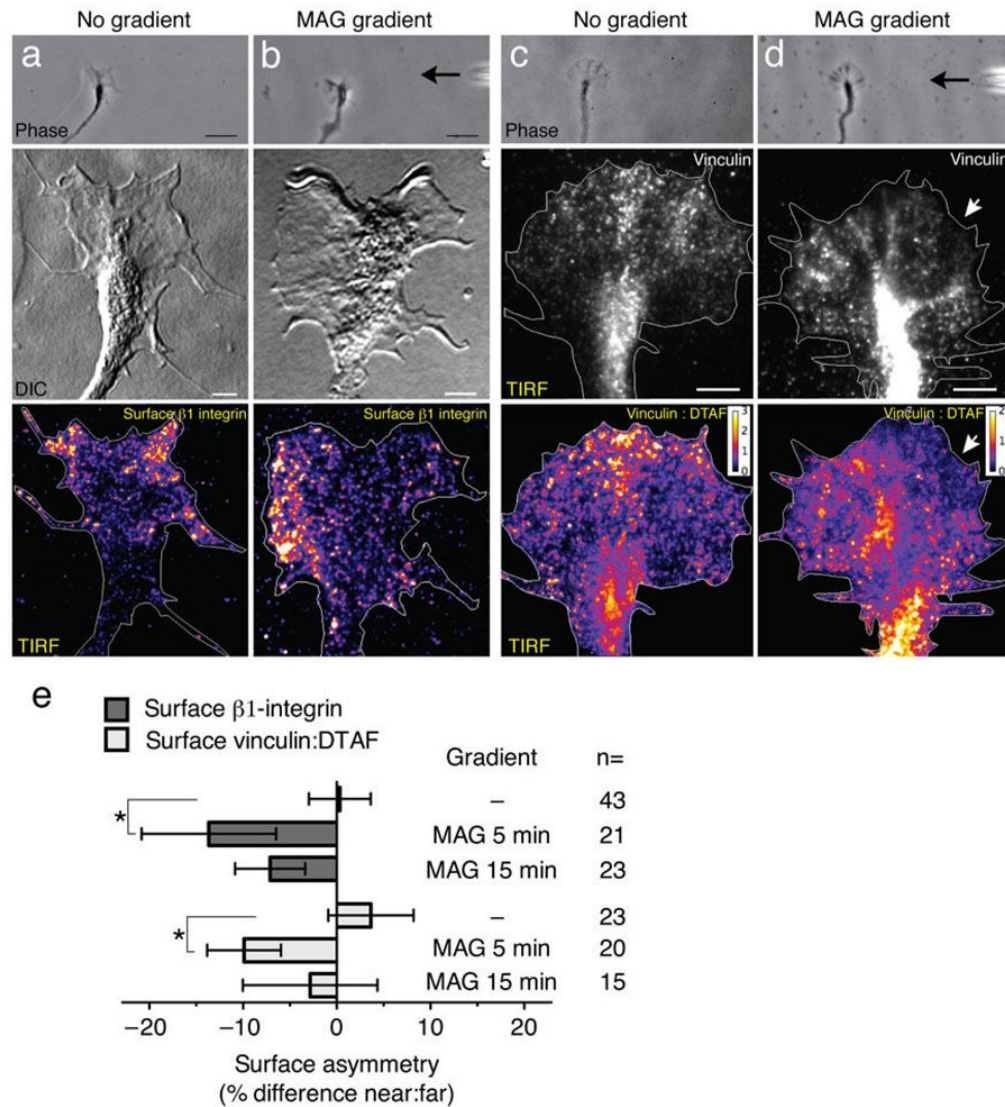 No gradient MAG gradient No gradient MAG gradient
a b c d
Phase Phase
Vinculin Vinculin
DIC TIRF
Surface β1 integrin Surface β1 integrin Vinculin : DTAF Vinculin : DTAF
3 2
2
1 1
0 0
TIRF TIRF
e
Surface β1-integrin
Surface vinculin:DTAF
Gradient n=
* – 43
MAG 5 min 21
MAG 15 min 23
* – 23
MAG 5 min 20
MAG 15 min 15
−20 −10 0 10 20
Surface asymmetry
(% difference near:far)